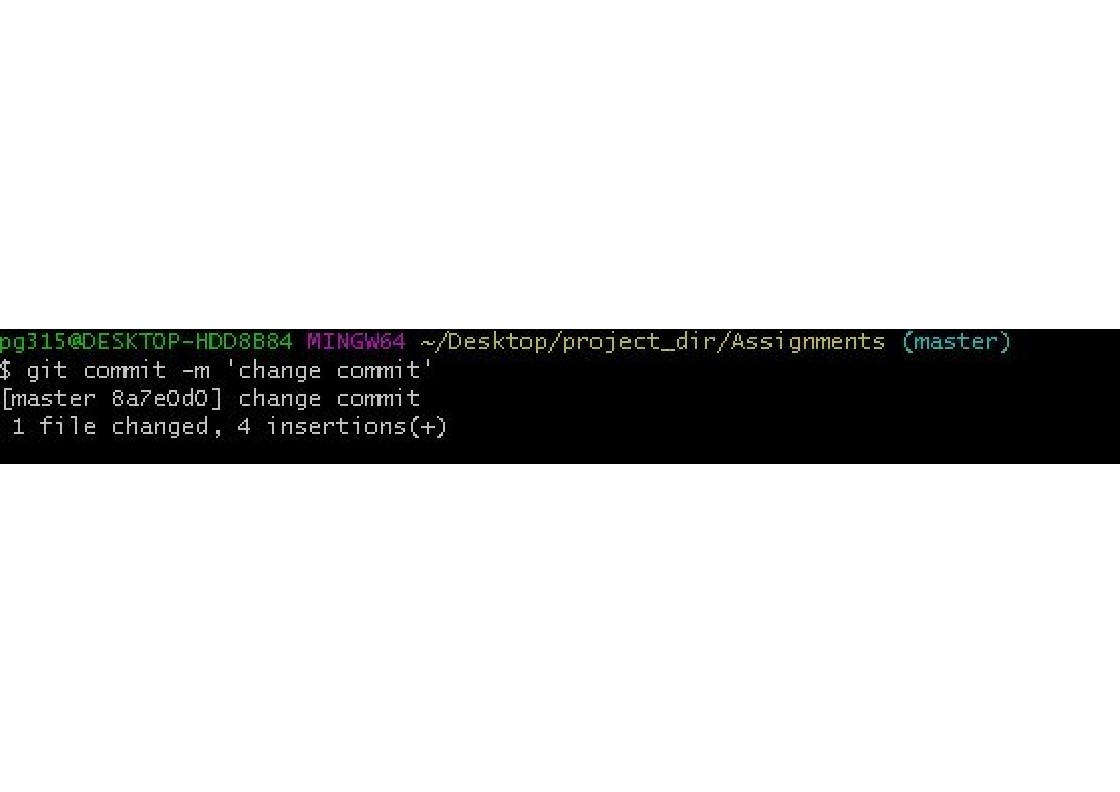 pg315@DESKTOP-HDD8B84 MINGW64 ~/Desktop/project_dir/Assignments (master)
$ git commit -m 'change commit'
[master 8a7e0d0] change commit
 1 file changed, 4 insertions(+)